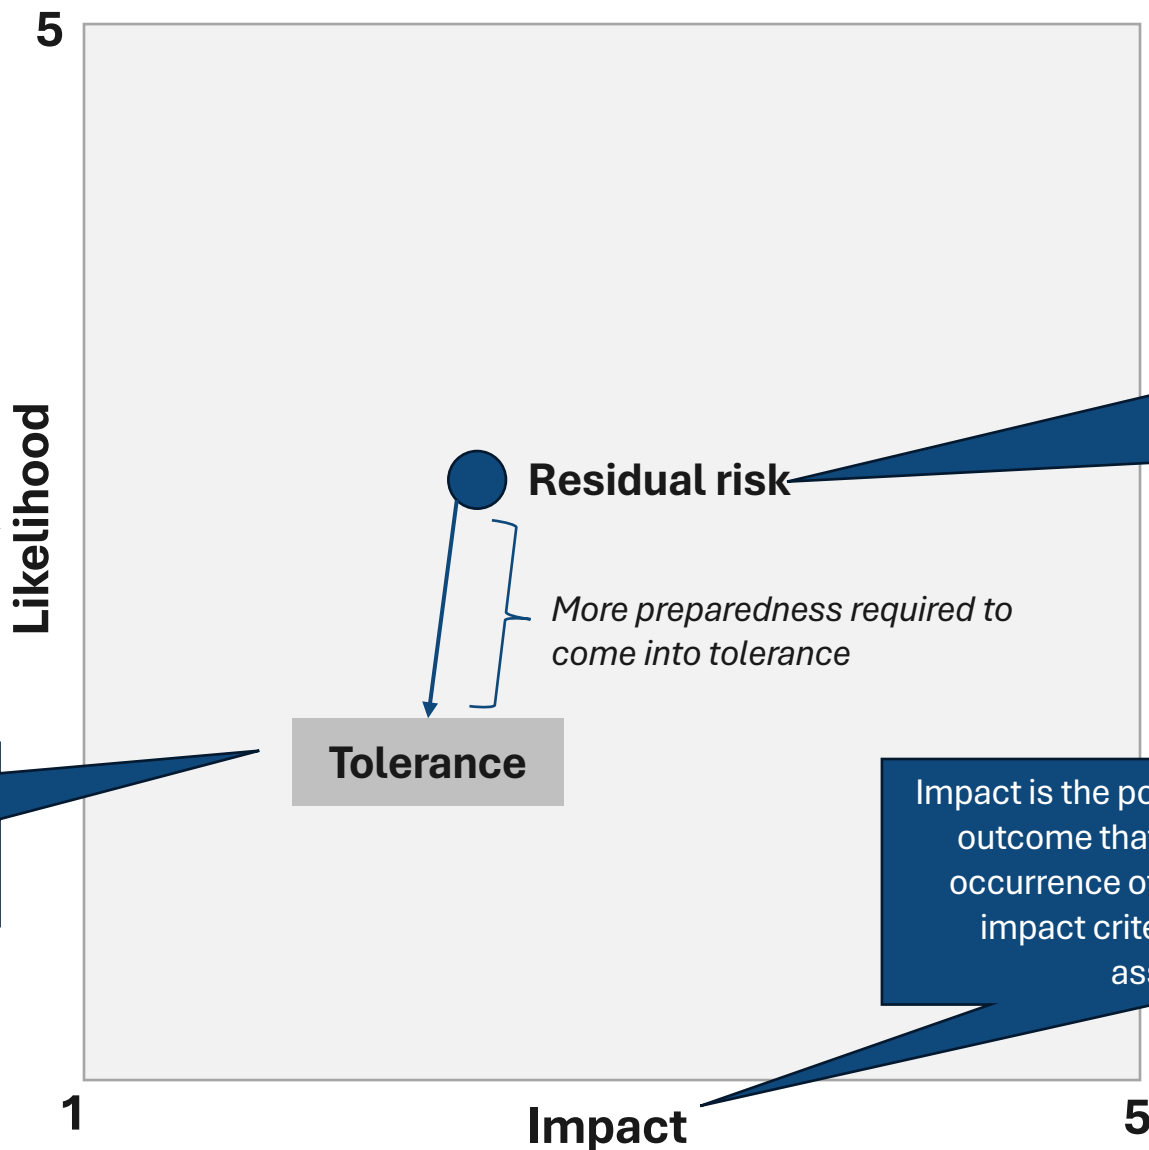 5
Likelihood
Residual risk
More preparedness required to
come into tolerance
Tolerance
Impact is the
outcome
occurrence
impact
1
Impact
5